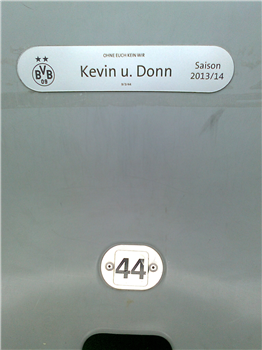 OHNE EUCH KEIN WIR
BVB
09
Kevin u. Donn
Saison
2013/14
44